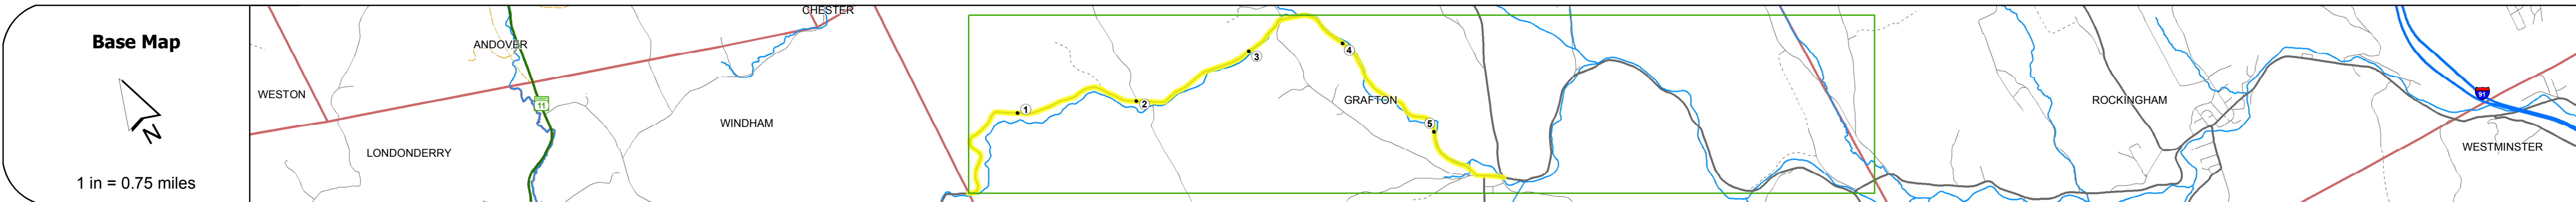 Base Map
N
1 in = 0.75 miles
WESTON
ANDOVER
11
LONDONDERRY
WINDHAM
CHESTER
1
2
3
4
5
GRAFTON
ROCKINGHAM
91
WESTMINSTER